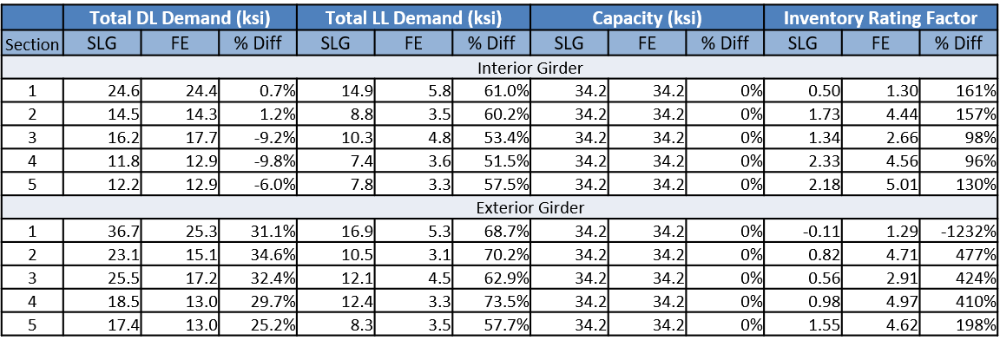 Total DL Demand (ksi) Total LL Demand (ksi) Capacity (ksi) Inventory Rating Factor
Section SLG FE % Diff SLG FE % Diff SLG FE % Diff SLG FE % Diff
Interior Girder
1 24.6 24.4 0.7% 14.9 5.8 61.0% 34.2 34.2 0% 0.50 1.30 161%
2 14.5 14.3 1.2% 8.8 3.5 60.2% 34.2 34.2 0% 1.73 4.44 157%
3 16.2 17.7 -9.2% 10.3 4.8 53.4% 34.2 34.2 0% 1.34 2.66 98%
4 11.8 12.9 -9.8% 7.4 3.6 51.5% 34.2 34.2 0% 2.33 4.56 96%
5 12.2 12.9 -6.0% 7.8 3.3 57.5% 34.2 34.2 0% 2.18 5.01 130%
Exterior Girder
1 36.7 25.3 31.1% 16.9 5.3 68.7% 34.2 34.2 0% -0.11 1.29 -1232%
2 23.1 15.1 34.6% 10.5 3.1 70.2% 34.2 34.2 0% 0.82 4.71 477%
3 25.5 17.2 32.4% 12.1 4.5 62.9% 34.2 34.2 0% 0.56 2.91 424%
4 18.5 13.0 29.7% 12.4 3.3 73.5% 34.2 34.2 0% 0.98 4.97 410%
5 17.4 13.0 25.2% 8.3 3.5 57.7% 34.2 34.2 0% 1.55 4.62 198%